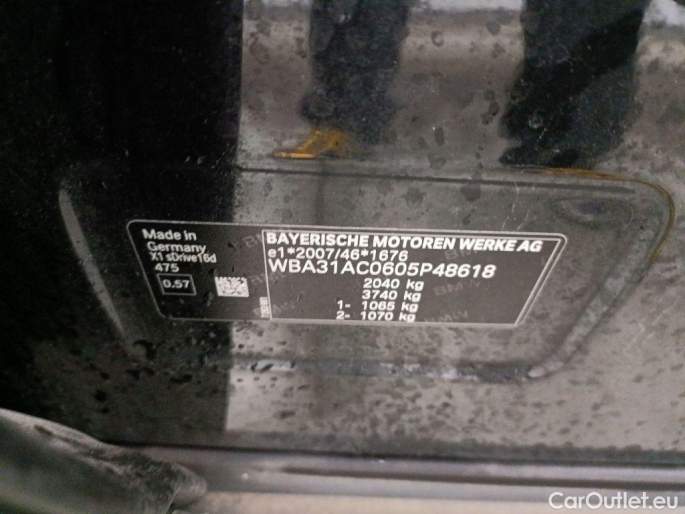 Made in
Germany
X1 sDrive16d
475
0.57
BAYERISCHE MOTOREN WERKE AG
e1*2007/46*1676
WBA31AC0605P48618
2040 kg
3740 kg
1- 1065 kg
2- 1070 kg
CarOutlet.eu